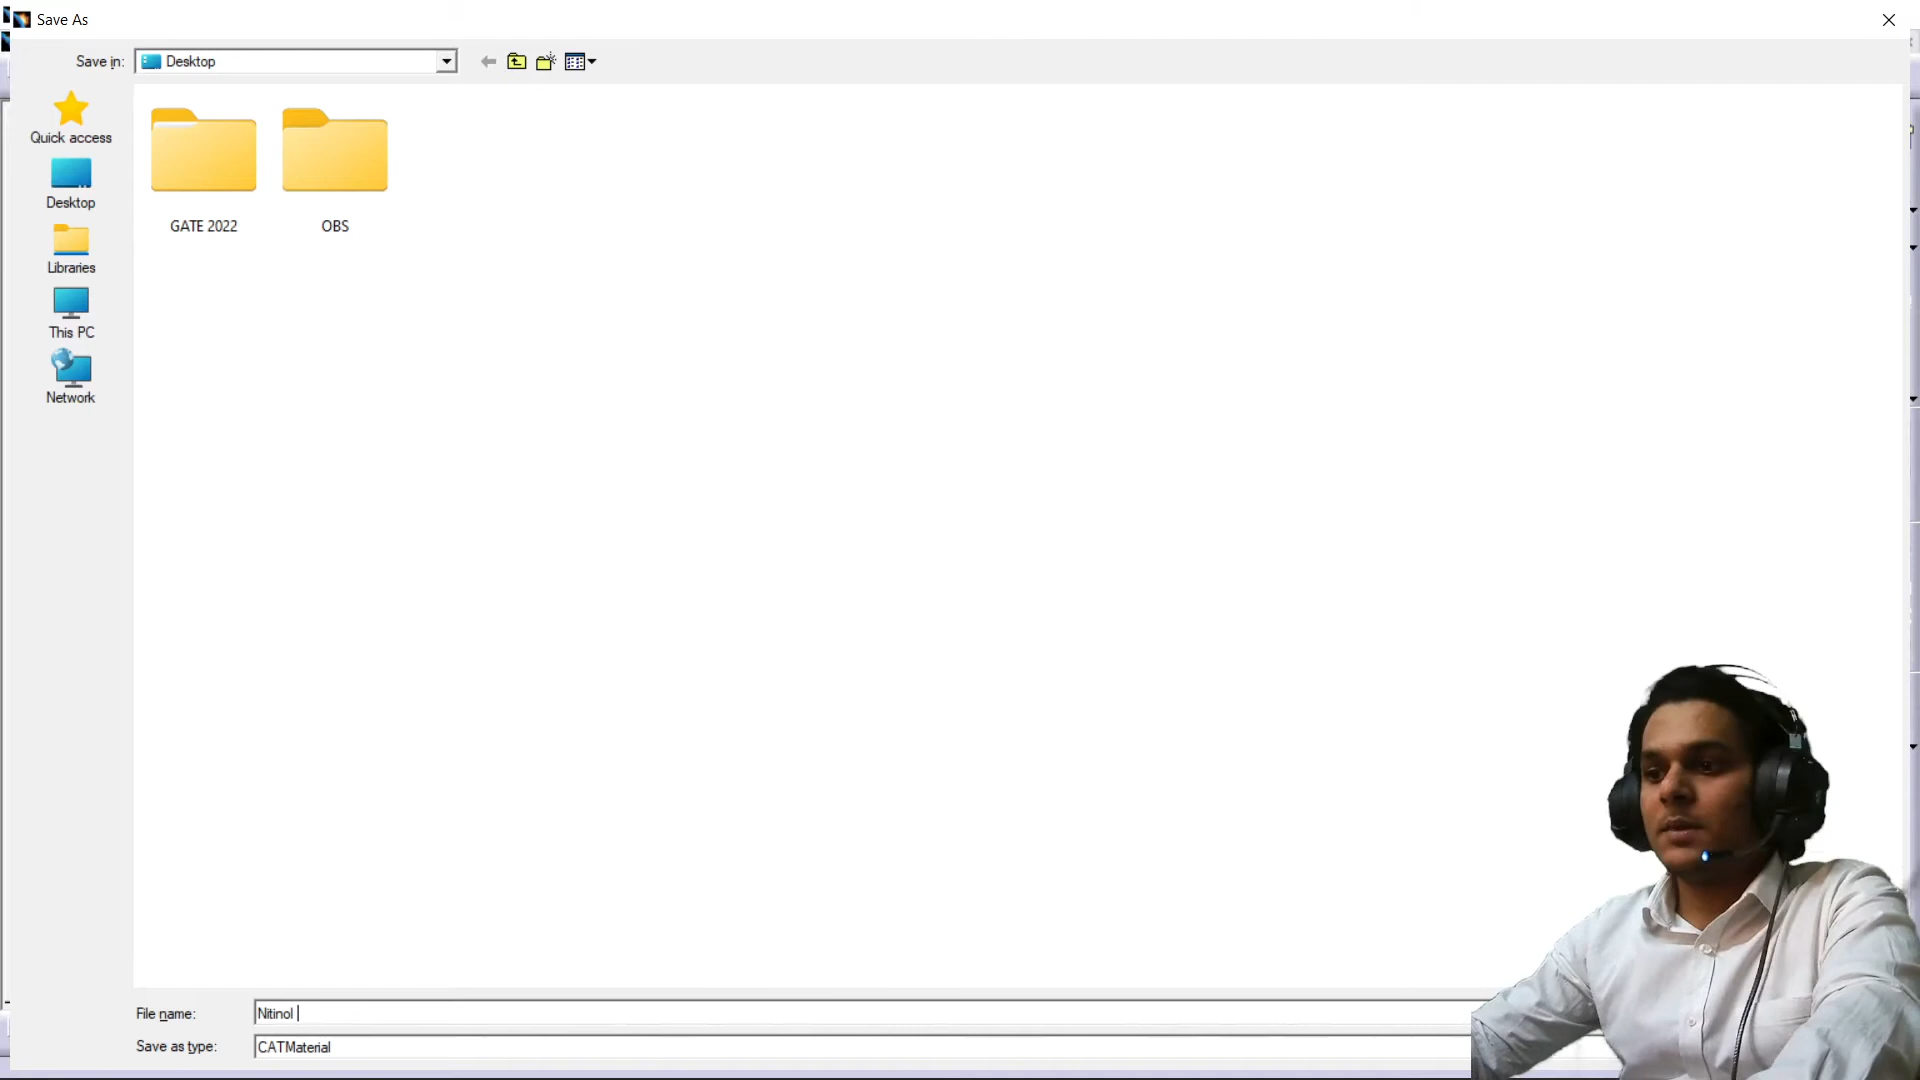 Save As
Save in:
Desktop
Quick access
Desktop
Libraries
This PC
Network
GATE 2022
OBS
File name:
Nitinol
Save as type:
CATMaterial